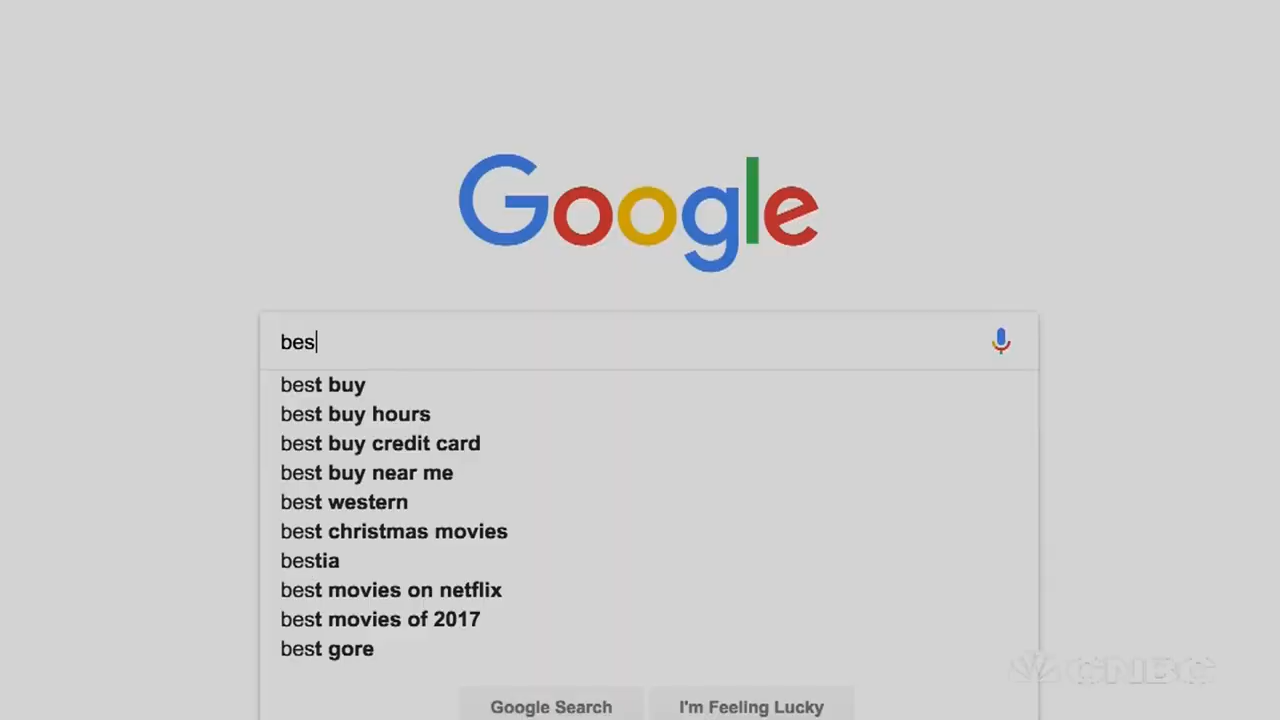 Google
bes
best buy
best buy hours
best buy credit card
best buy near me
best western
best christmas movies
bestia
best movies on netflix
best movies of 2017
best gore
CNBC
Google Search
I'm Feeling Lucky